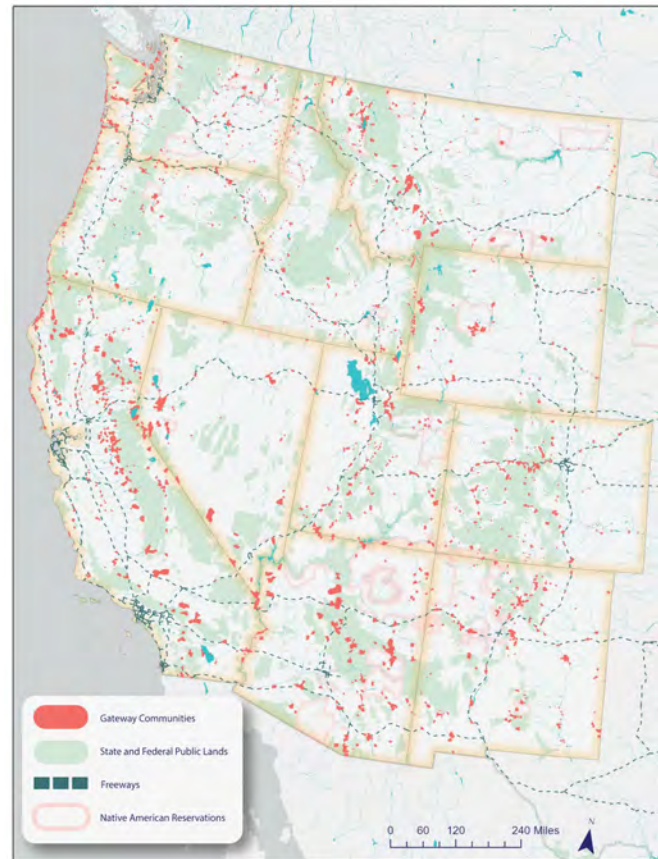 Gateway Communities
State and Federal Public Lands
Freeways
Native American Reservations
0 60 120 240 Miles
N